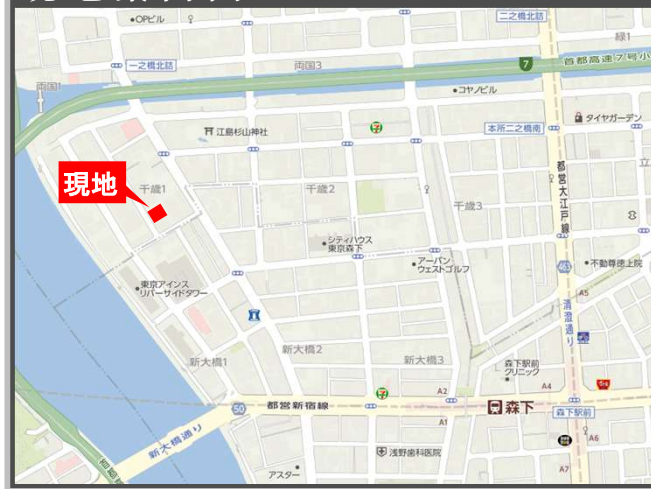 OPビル
二之橋北詰
緑1
一之橋北詰
両国3
7
首都高速7号小
両国1
コヤノビル
江島杉山神社
本所二之橋南
タイヤガーデン
現地
千歳1
千歳2
千歳3
立
都営大江戸線
シティハウス
東京森下
アーバン
ウェストゴルフ
463
不動尊徳上院
東京アインス
リバーサイドタワー
A5
清澄通り
新大橋1
新大橋2
新大橋3
森下駅前
クリニック
A2
A4
50
都営新宿線
森下
森下駅前
A1
新大橋通り
浅野歯科医院
A6
アスター
A7